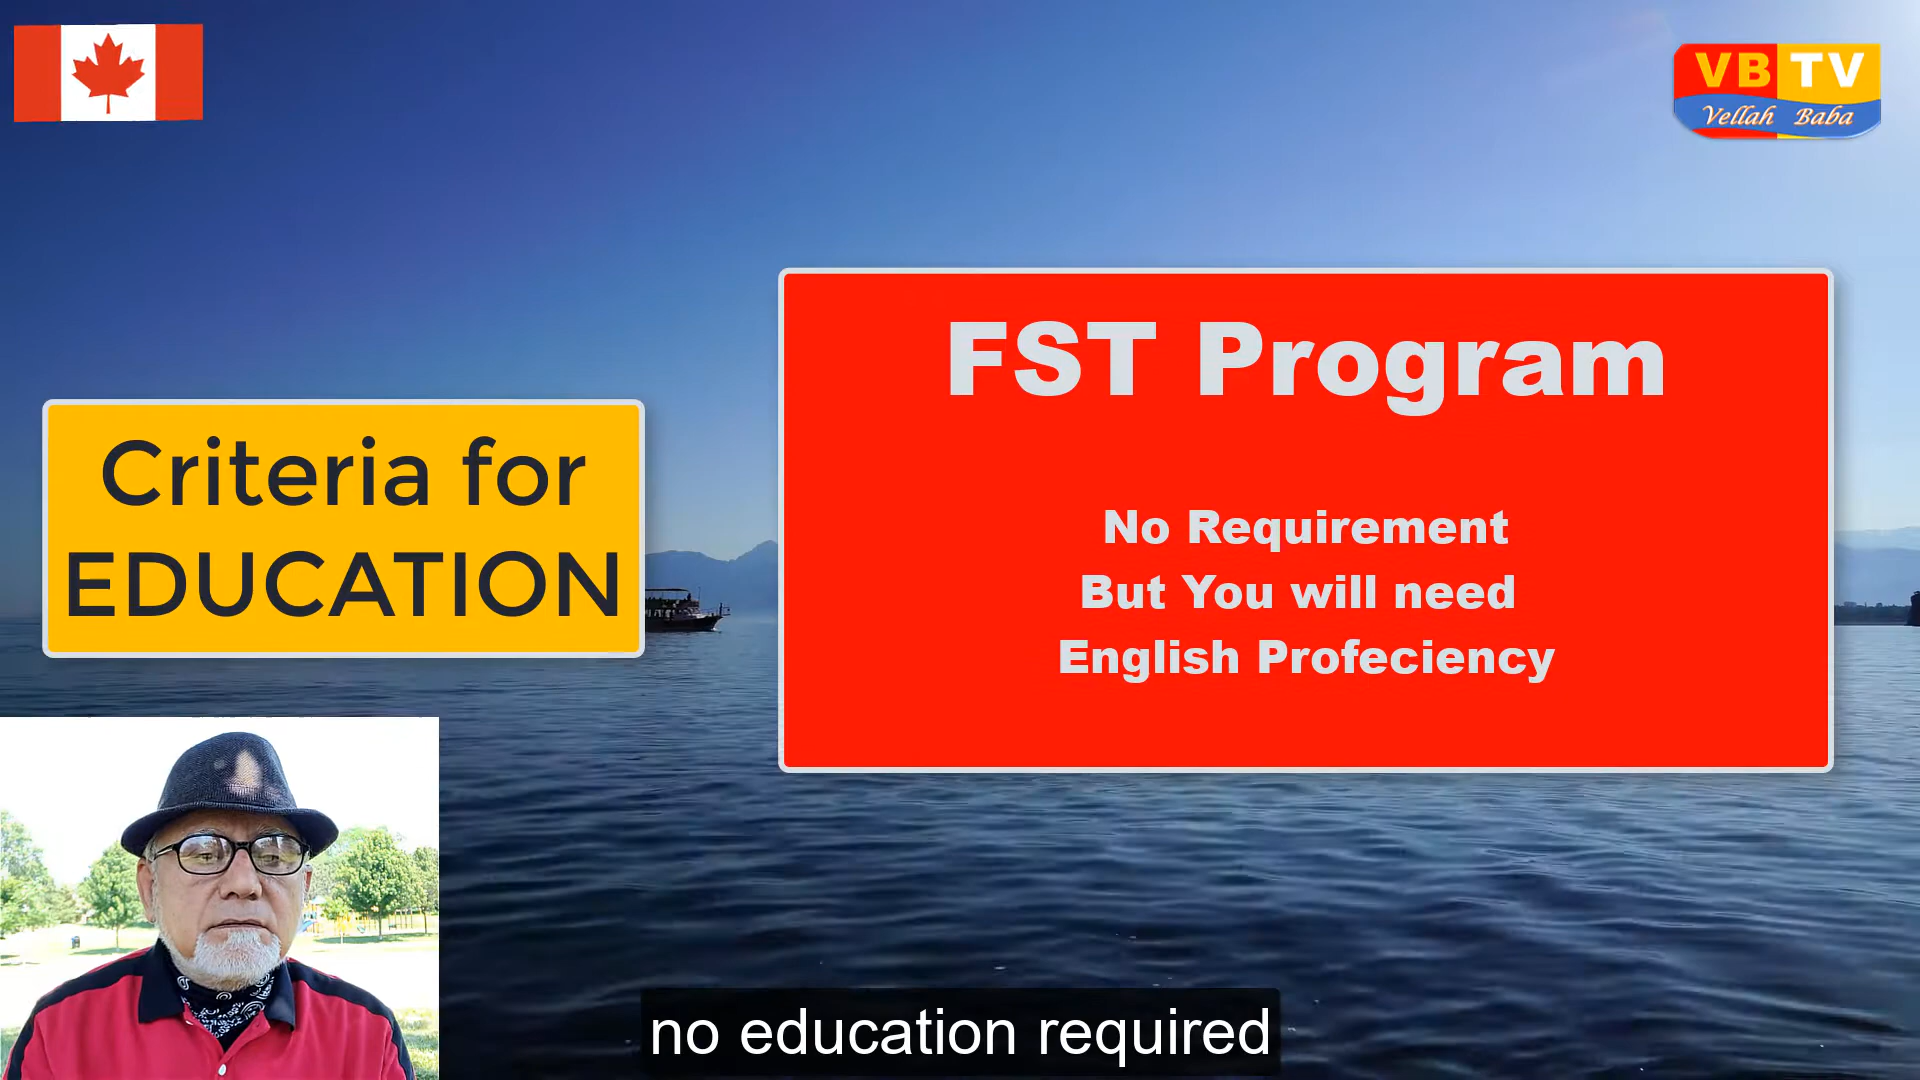 VB TV
Vellah Baba
FST Program
Criteria for
EDUCATION
No Requirement
But You will need
English Profeciency
no education required